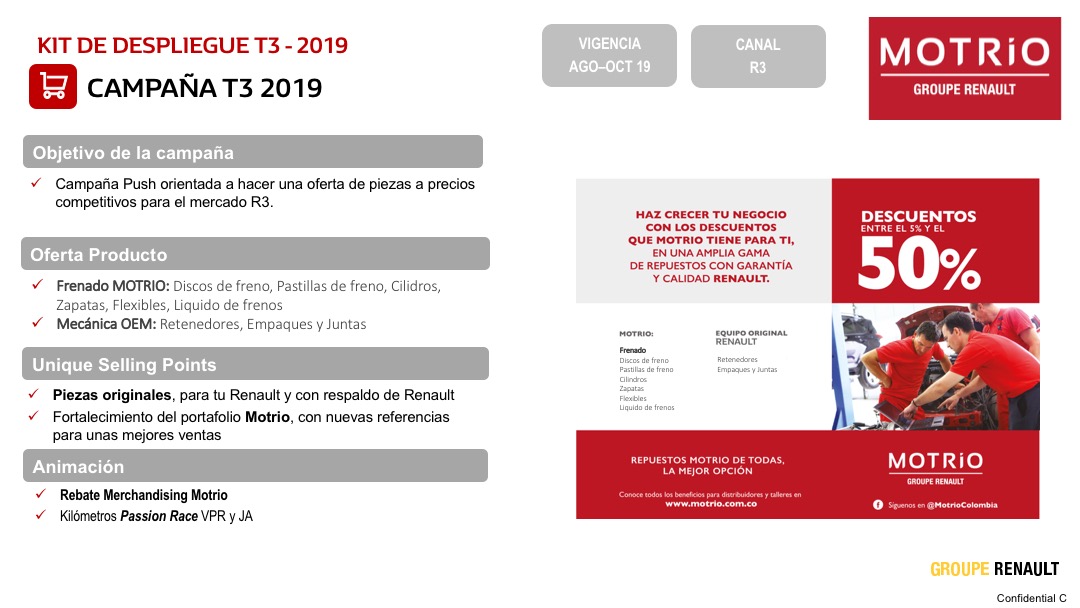 KIT DE DESPLIEGUE T3 - 2019
CAMPAÑA T3 2019
VIGENCIA
AGO–OCT 19
CANAL
R3
MOTRiO
GROUPE RENAULT
Objetivo de la campaña
Campaña Push orientada a hacer una oferta de piezas a precios
competitivos para el mercado R3.
Oferta Producto
Frenado MOTRIO: Discos de freno, Pastillas de freno, Cilidros,
Zapatas, Flexibles, Liquido de frenos
Mecánica OEM: Retenedores, Empaques y Juntas
Unique Selling Points
Piezas originales, para tu Renault y con respaldo de Renault
Fortalecimiento del portafolio Motrio, con nuevas referencias
para unas mejores ventas
Animación
Rebate Merchandising Motrio
Kilómetros Passion Race VPR y JA
HAZ CRECER TU NEGOCIO
CON LOS DESCUENTOS
QUE MOTRIO TIENE PARA TI,
EN UNA AMPLIA GAMA
DE REPUESTOS CON GARANTÍA
Y CALIDAD RENAULT.
DESCUENTOS
ENTRE EL 5% Y EL
50%
MOTRIO:
Frenado
Discos de freno
Pastillas de freno
Cilindros
Zapatas
Flexibles
Liquido de frenos
EQUIPO ORIGINAL
RENAULT
Retenedores
Empaques y Juntas
REPUESTOS MOTRIO DE TODAS,
LA MEJOR OPCIÓN
Conoce todos los beneficios para distribuidores y talleres en
www.motrio.com.co
MOTRiO
GROUPE RENAULT
Síguenos en @MotrioColombia
GROUPE RENAULT
Confidential C